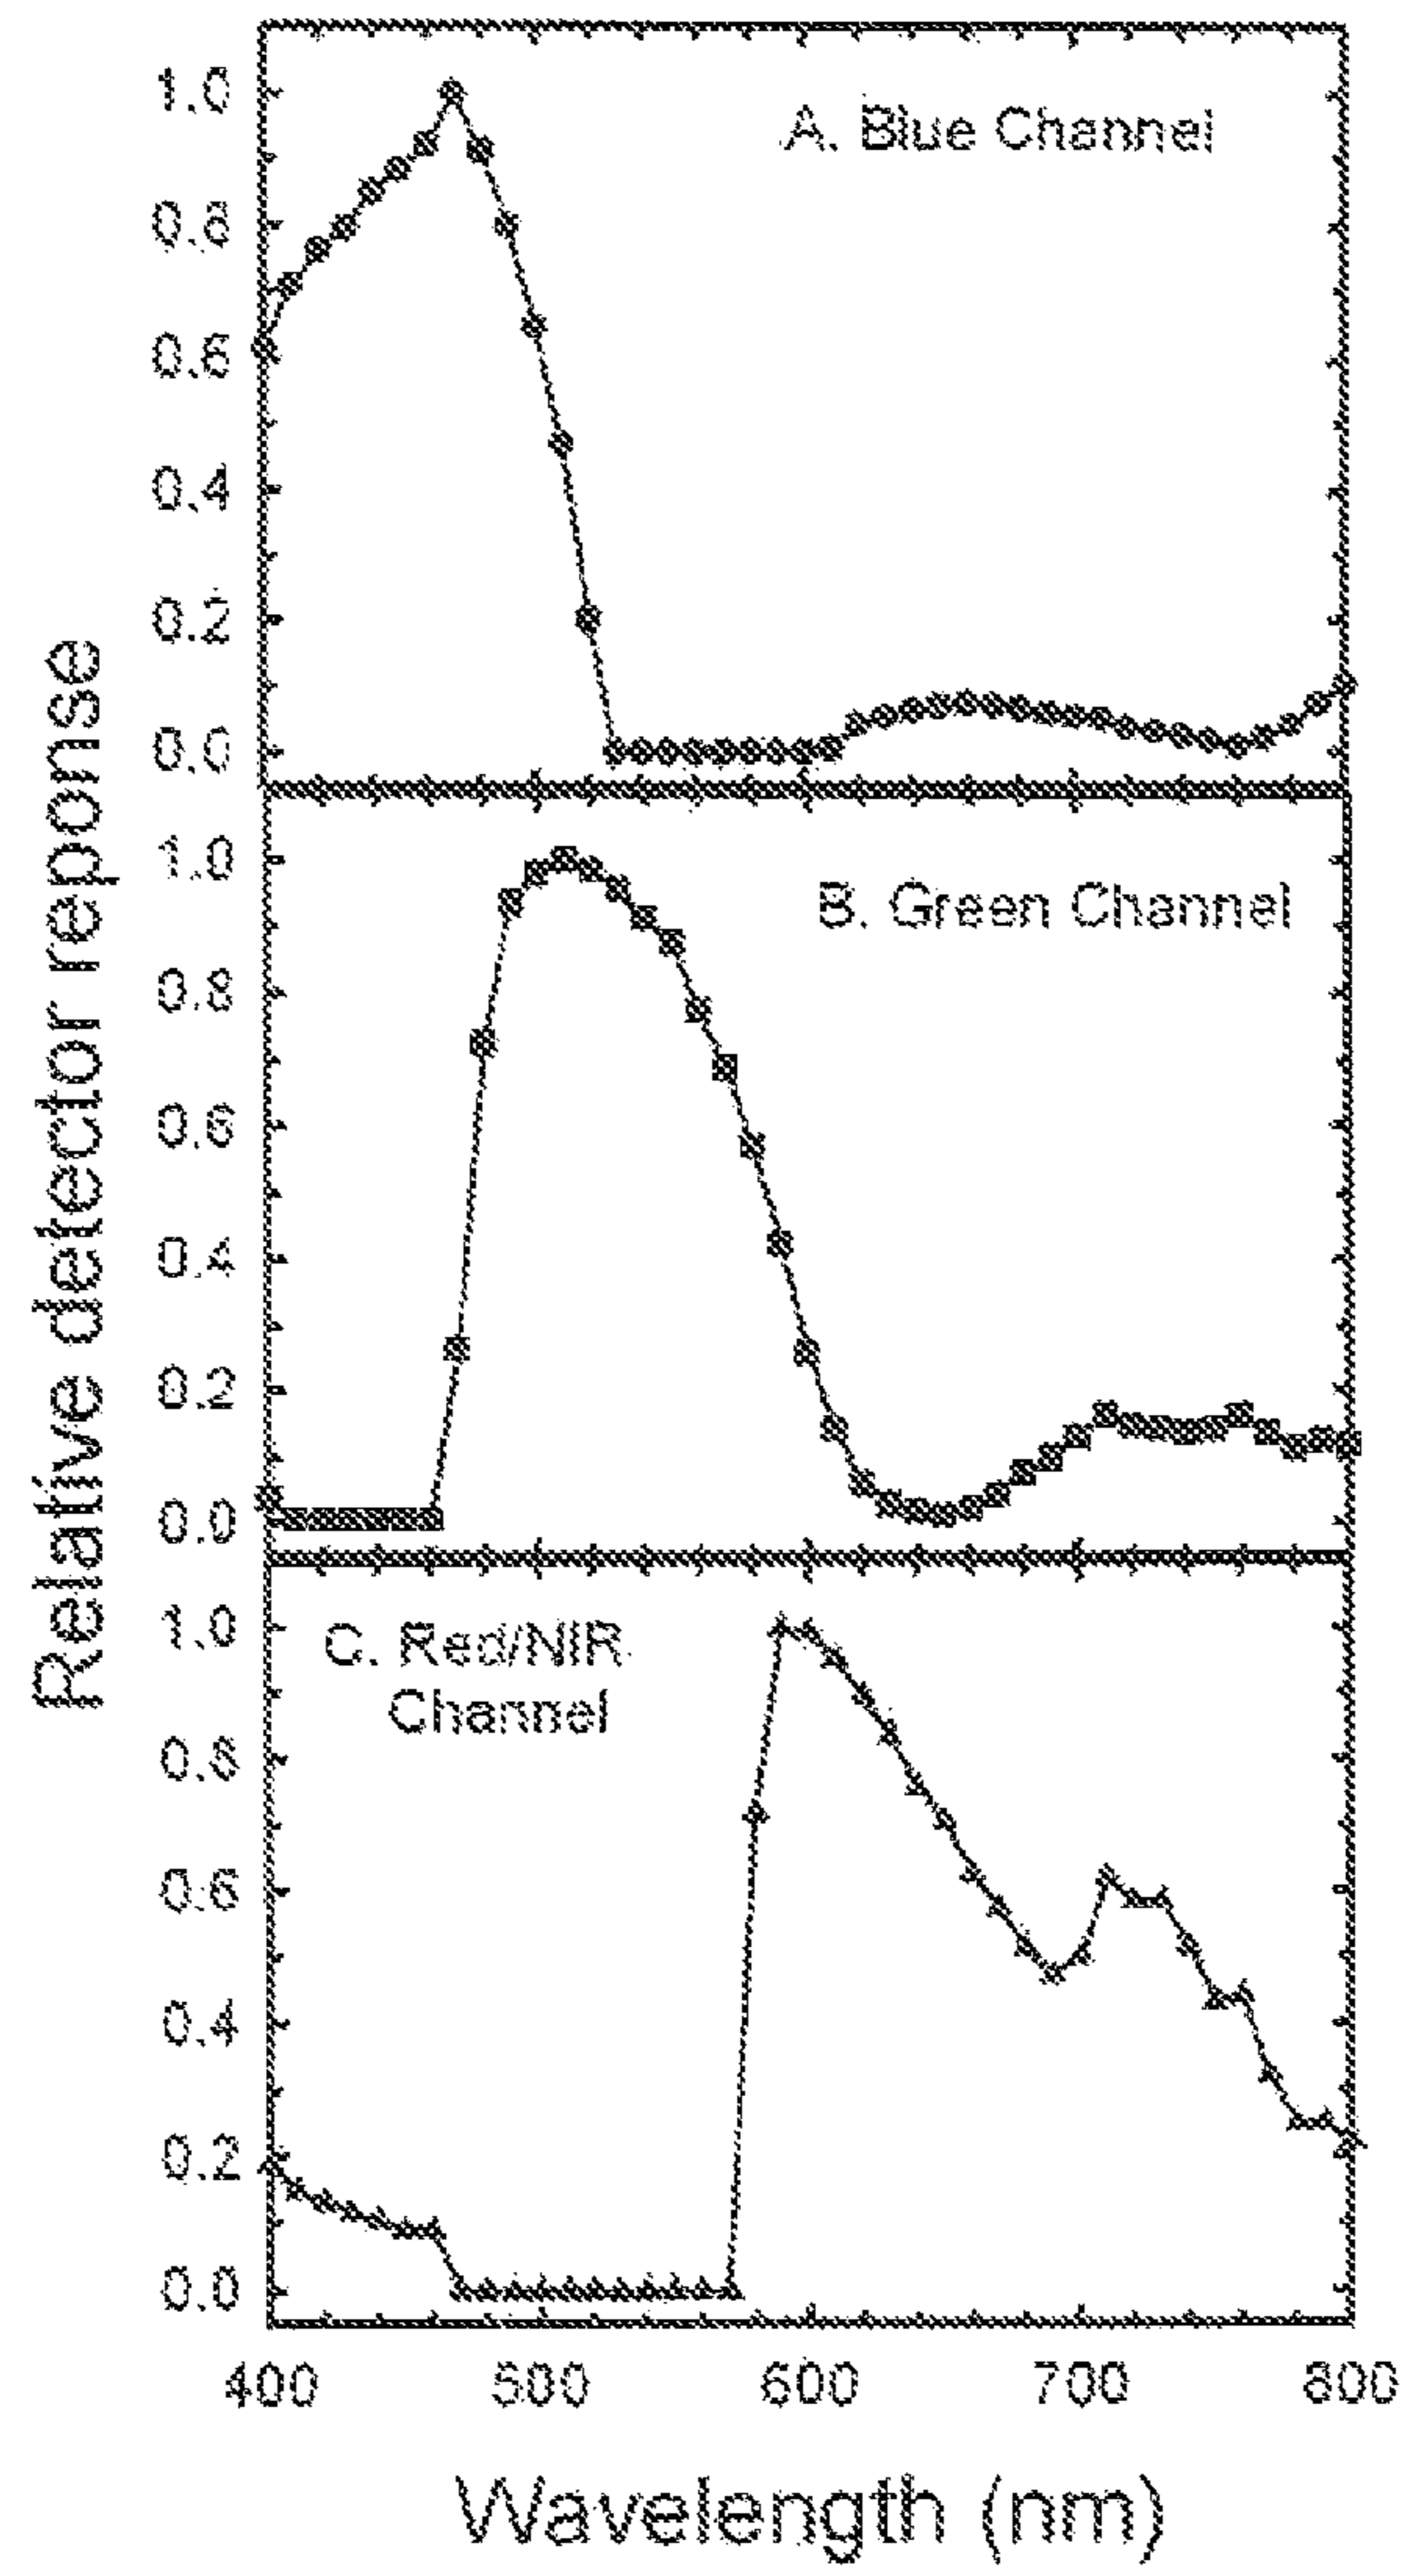 Relative detector reponse
1.0
A. Blue Channel
0.8
0.6
0.4
0.2
0.0
1.0
B. Green Channel
0.8
0.6
0.4
0.2
0.0
1.0
C. Red/NIR
Channel
0.8
0.6
0.4
0.2
0.0
400 500 600 700 800
Wavelength (nm)